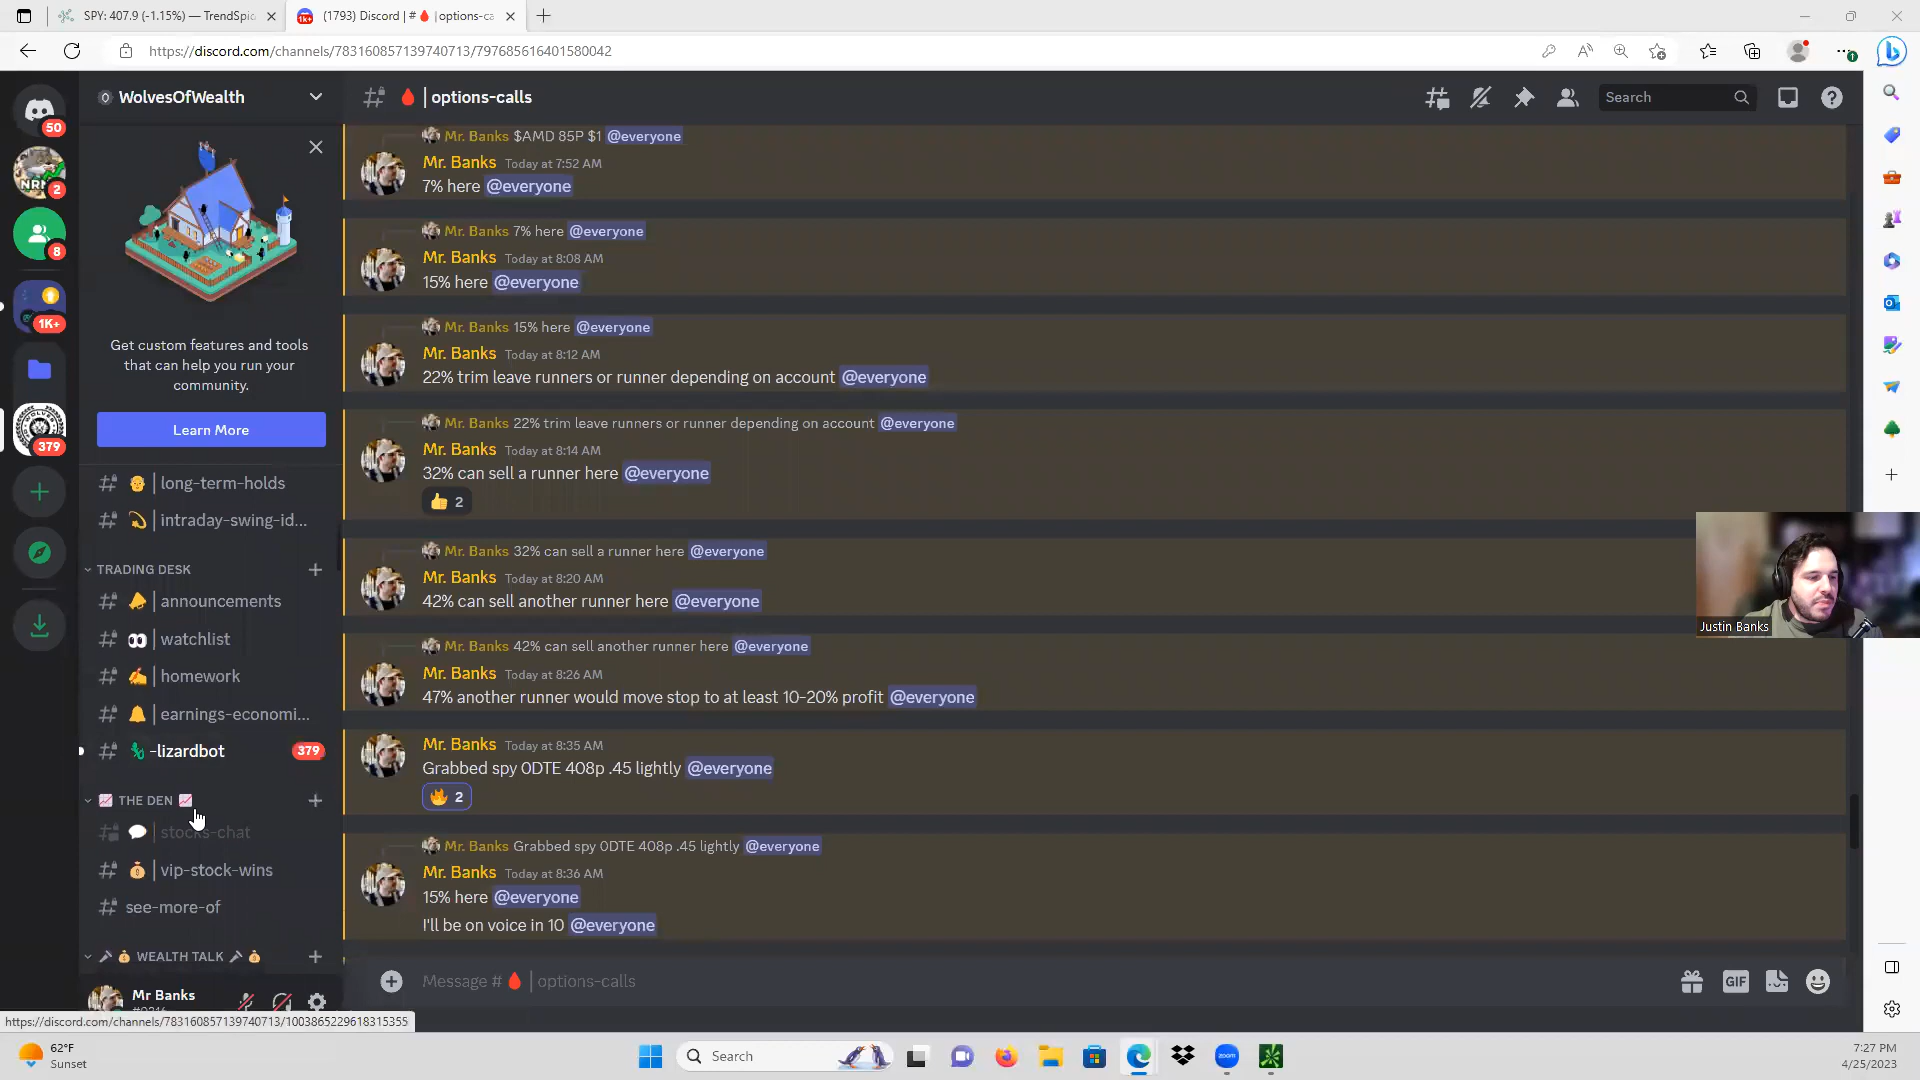 SPY: 407.9 (-1.15%) — TrendSpic
(1793) Discord | # 🩸 | options-ca
https://discord.com/channels/783160857139740713/797685616401580042
50
NRH
2
8
1K+
379
WolvesOfWealth
Get custom features and tools
that can help you run your
community.
Learn More
👴 | long-term-holds
💫 | intraday-swing-id...
TRADING DESK
📣 | announcements
👀 | watchlist
✍ | homework
🔔 | earnings-economi...
🦎 -lizardbot 379
📈 THE DEN 📈
💬 | stocks-chat
💰 | vip-stock-wins
see-more-of
💰 WEALTH TALK 💰
Mr Banks
https://discord.com/channels/783160857139740713/1003865229618315355
🩸 | options-calls
Search
Mr. Banks $AMD 85P $1 @everyone
Mr. Banks Today at 7:52 AM
7% here @everyone
Mr. Banks 7% here @everyone
Mr. Banks Today at 8:08 AM
15% here @everyone
Mr. Banks 15% here @everyone
Mr. Banks Today at 8:12 AM
22% trim leave runners or runner depending on account @everyone
Mr. Banks 22% trim leave runners or runner depending on account @everyone
Mr. Banks Today at 8:14 AM
32% can sell a runner here @everyone
👍 2
Mr. Banks 32% can sell a runner here @everyone
Mr. Banks Today at 8:20 AM
42% can sell another runner here @everyone
Mr. Banks 42% can sell another runner here @everyone
Mr. Banks Today at 8:26 AM
47% another runner would move stop to at least 10-20% profit @everyone
Mr. Banks Today at 8:35 AM
Grabbed spy 0DTE 408p .45 lightly @everyone
🔥 2
Mr. Banks Grabbed spy 0DTE 408p .45 lightly @everyone
Mr. Banks Today at 8:36 AM
15% here @everyone
I'll be on voice in 10 @everyone
Message # 🩸 | options-calls
GIF
Justin Banks
62°F
Sunset
Search
zoom
7:27 PM
4/25/2023